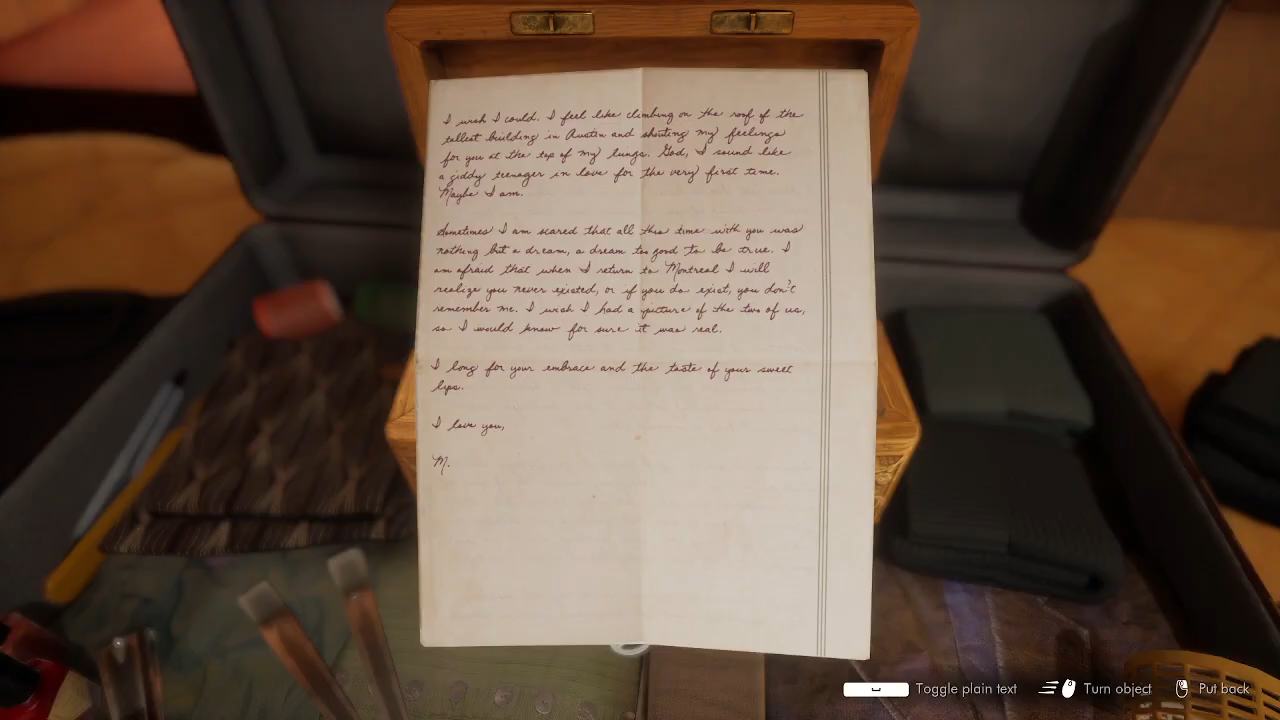 I wish I could. I feel like climbing on the roof of the
tallest building in Austin and shouting my feelings
for you at the top of my lungs. God, I sound like
a giddy teenager in love for the very first time.
Maybe I am.
Sometimes I am scared that all this time with you was
nothing but a dream, a dream too good to be true. I
am afraid that when I return to Montreal I will
realize you never existed, or if you do exist, you don't
remember me. I wish I had a picture of the two of us,
so I would know for sure it was real.
I long for your embrace and the taste of your sweet
lips.
I love you,
M.
Toggle plain text
Turn object
Put back